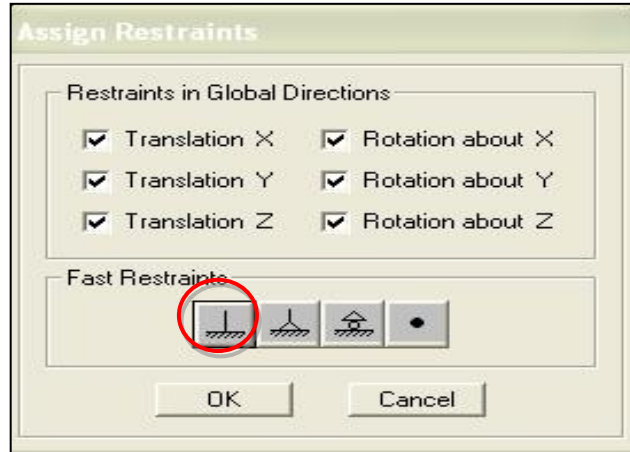 Assign Restraints
Restraints in Global Directions
Translation X Rotation about X
Translation Y Rotation about Y
Translation Z Rotation about Z
Fast Restraints
OK Cancel